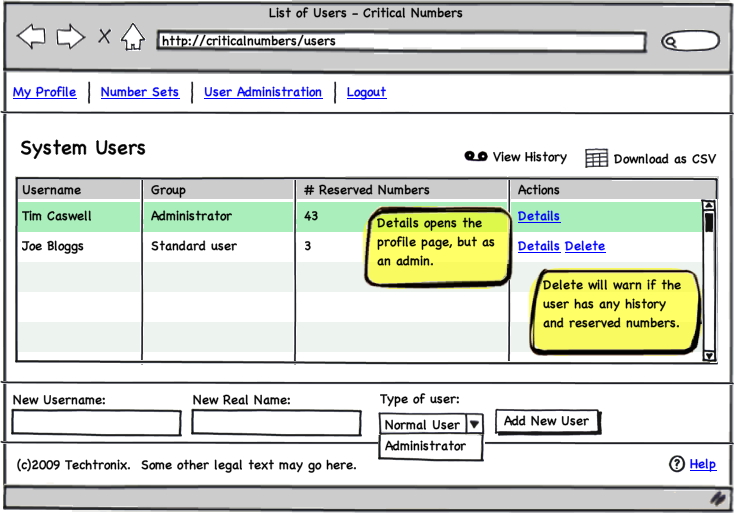 List of Users - Critical Numbers
http://criticalnumbers/users
My Profile Number Sets User Administration Logout
System Users
View History Download as CSV
Username Group # Reserved Numbers Actions
Tim Caswell Administrator 43 Details
Joe Bloggs Standard user 3 Details Delete
Details opens the
profile page, but as
an admin.
Delete will warn if the
user has any history
and reserved numbers.
New Username: New Real Name: Type of user:
Normal User Add New User
Administrator
(c)2009 Techtronix. Some other legal text may go here. ? Help